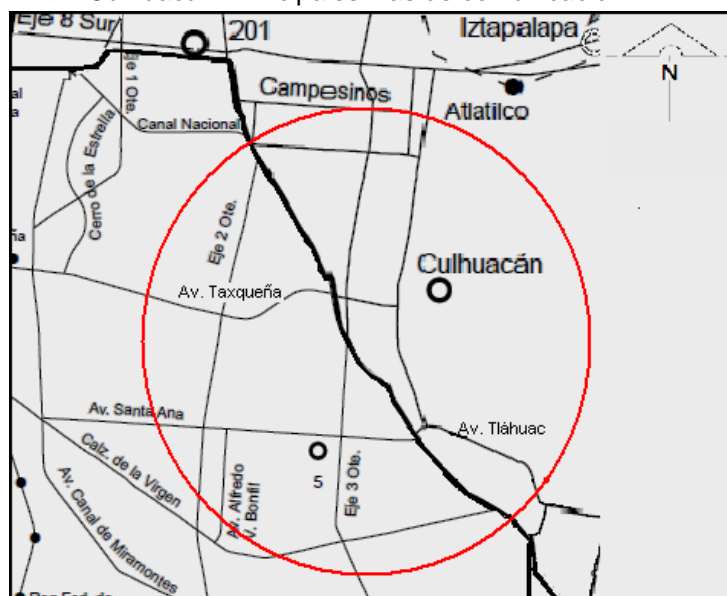 Eje 8 Sur
201
Iztapalapa
N
Eje 1 Ote.
Campesinos
Atlatilco
Canal Nacional
Cerro de la Estrella
Eje 2 Ote.
Culhuacán
Av. Taxqueña
Av. Santa Ana
Av. Tláhuac
Calz. de la Virgen
5
Av. Alfredo
V. Bonfil
Eje 3 Ote.
Av. Canal de Miramontes